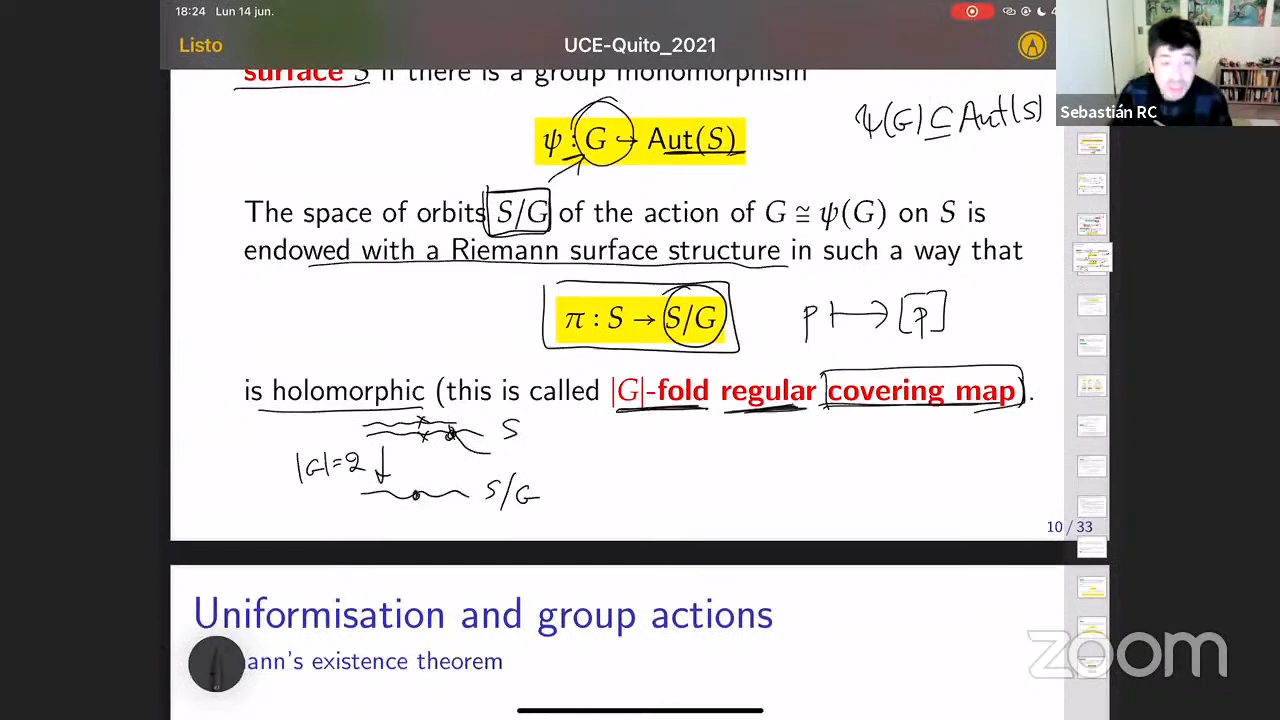 18:24 Lun 14 jun.
Listo
UCE-Quito_2021
surface S if there is a group monomorphism
Sebastián RC
ψ(G) ⊆ Aut(S)
ψ : G → Aut(S)
The space of orbits S/G of the action of G ≅ ψ(G) on S is
endowed with a Riemann surface structure in such a way that
π : S → S/G
p ↦ [p]
is holomorphic (this is called |G|-fold regular covering map).
S
|G|=2
S/G
10 / 33
Uniformisation and group actions
ann's existence theorem
zoom